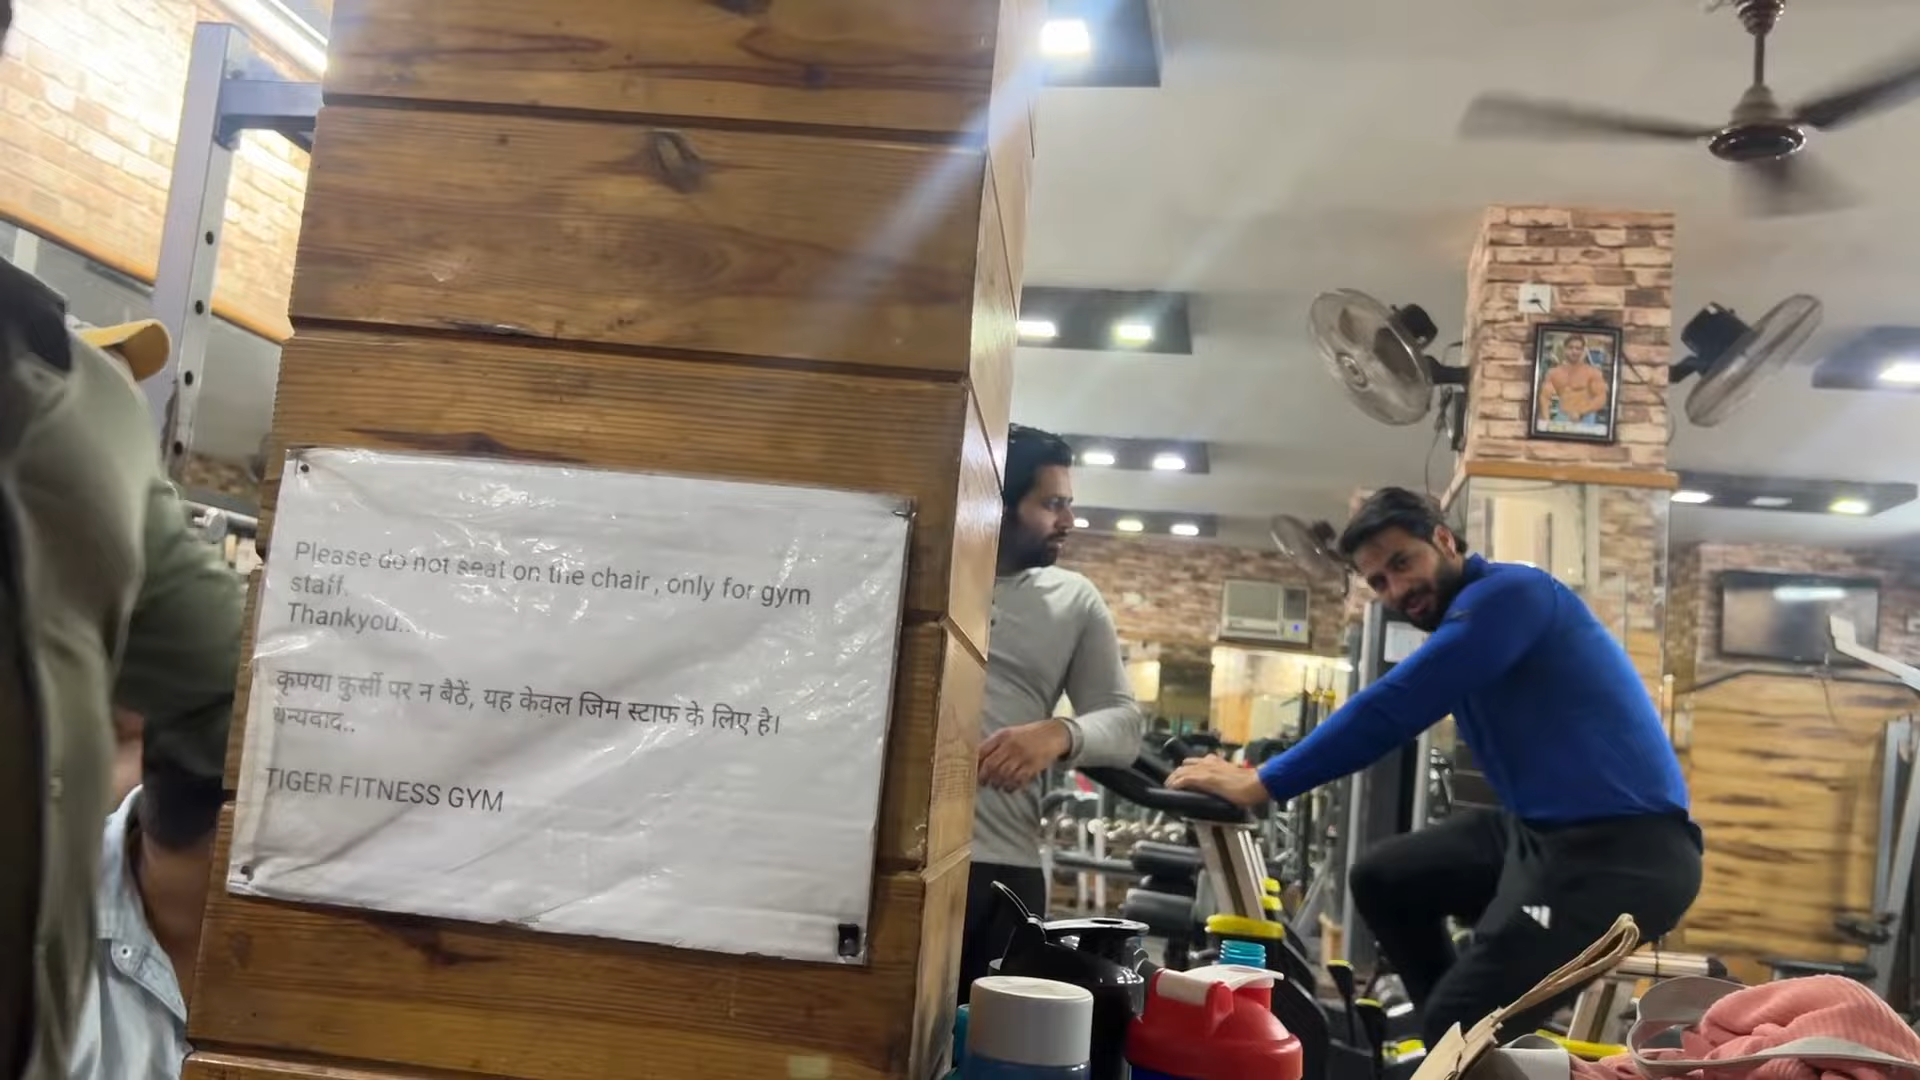 Please do not seat on the chair , only for gym
staff.
Thankyou..
कृपया कुर्सी पर न बैठें, यह केवल जिम स्टाफ के लिए है।
धन्यवाद..
TIGER FITNESS GYM